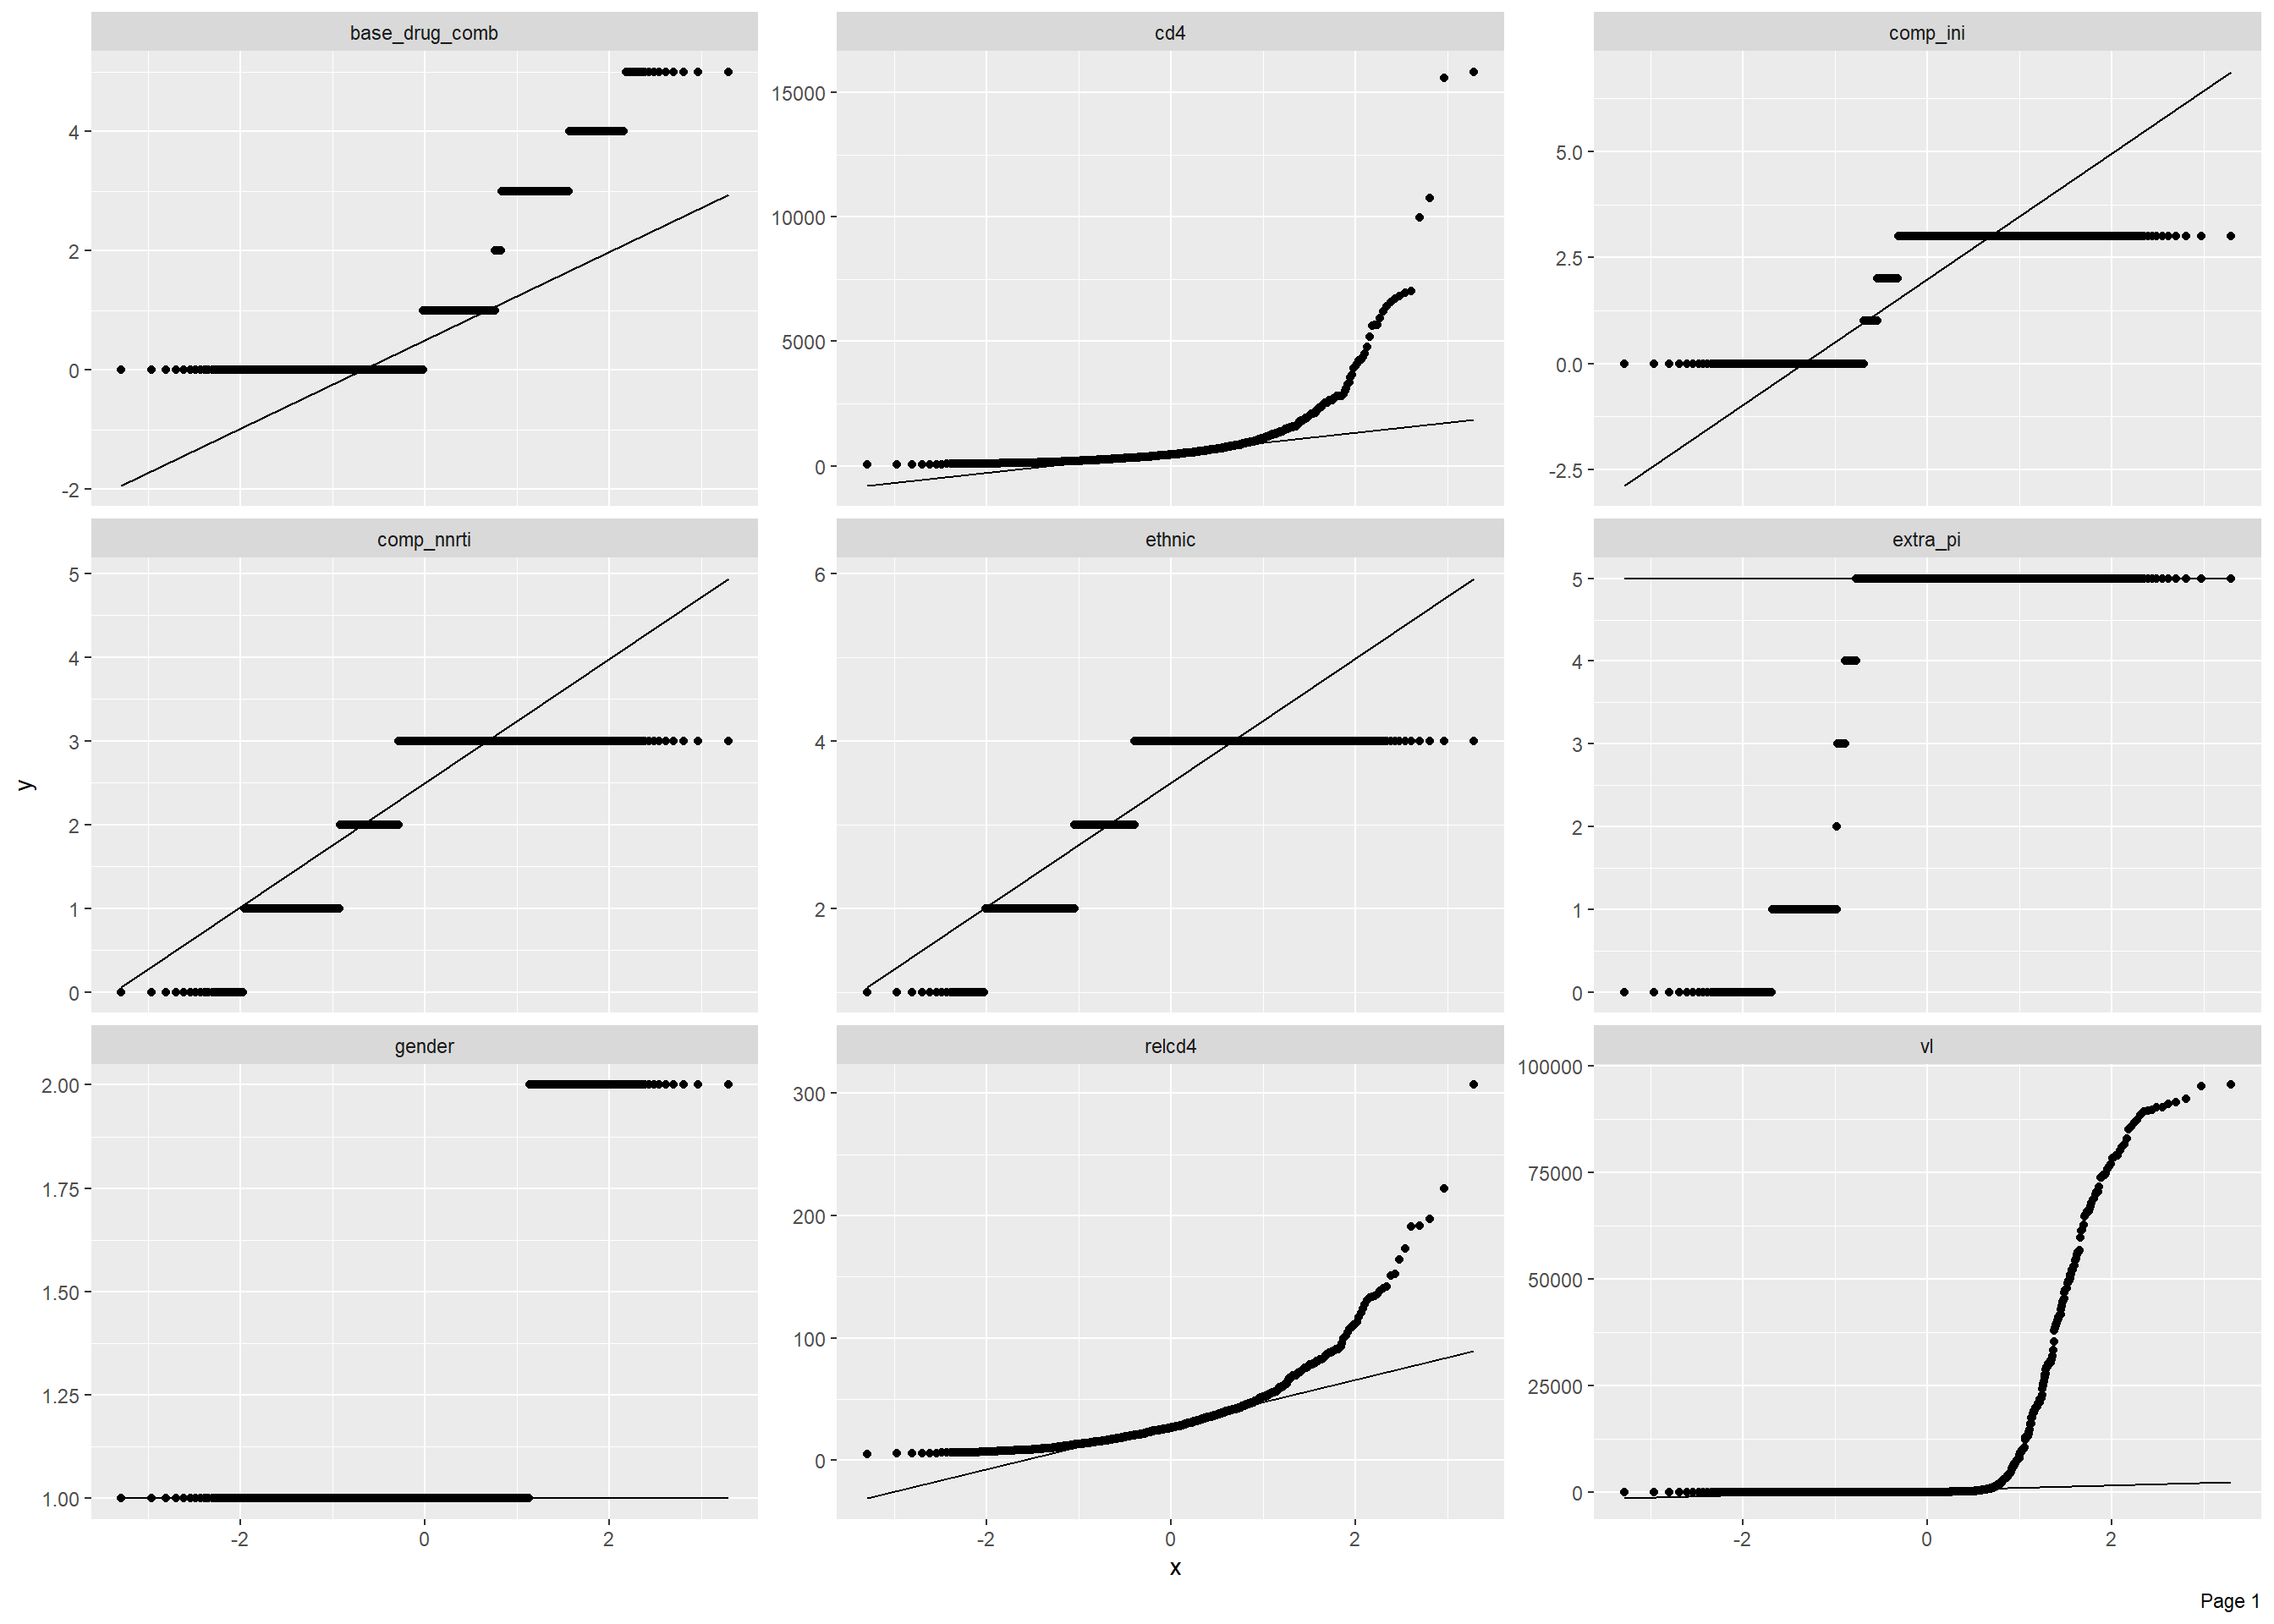 base_drug_comb
cd4
comp_ini
4
2
0
-2
15000
10000
5000
0
5.0
2.5
0.0
-2.5
comp_nnrti
ethnic
extra_pi
5
4
3
2
1
0
6
4
2
5
4
3
2
1
0
y
gender
relcd4
vl
2.00
1.75
1.50
1.25
1.00
300
200
100
0
100000
75000
50000
25000
0
-2 0 2
-2 0 2
-2 0 2
x
Page 1